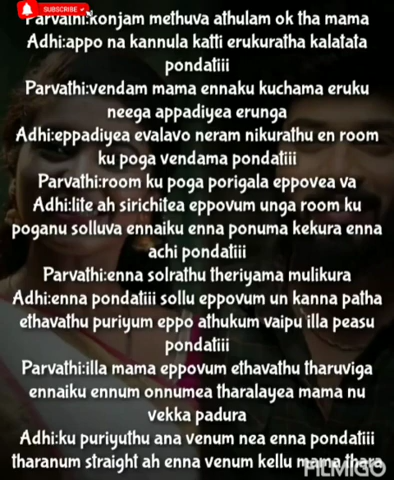 SUBSCRIBE
Parvathi:konjam methuva athulam ok tha mama
Adhi:appo na kannula katti erukuratha kalatata
pondatiii
Parvathi:vendam mama ennaku kuchama eruku
neega appadiyea erunga
Adhi:eppadiyea evalavo neram nikurathu en room
ku poga vendama pondatiii
Parvathi:room ku poga porigala eppovea va
Adhi:lite ah sirichitea eppovum unga room ku
poganu solluva ennaiku enna ponuma kekura enna
achi pondatiii
Parvathi:enna solrathu theriyama mulikura
Adhi:enna pondatiii sollu eppovum un kanna patha
ethavathu puriyum eppo athukum vaipu illa peasu
pondatiii
Parvathi:illa mama eppovum ethavathu tharuviga
ennaiku ennum onnumea tharalayea mama nu
vekka padura
Adhi:ku puriyuthu ana venum nea enna pondatiii
tharanum straight ah enna venum kellu mama thara
FILMIGO